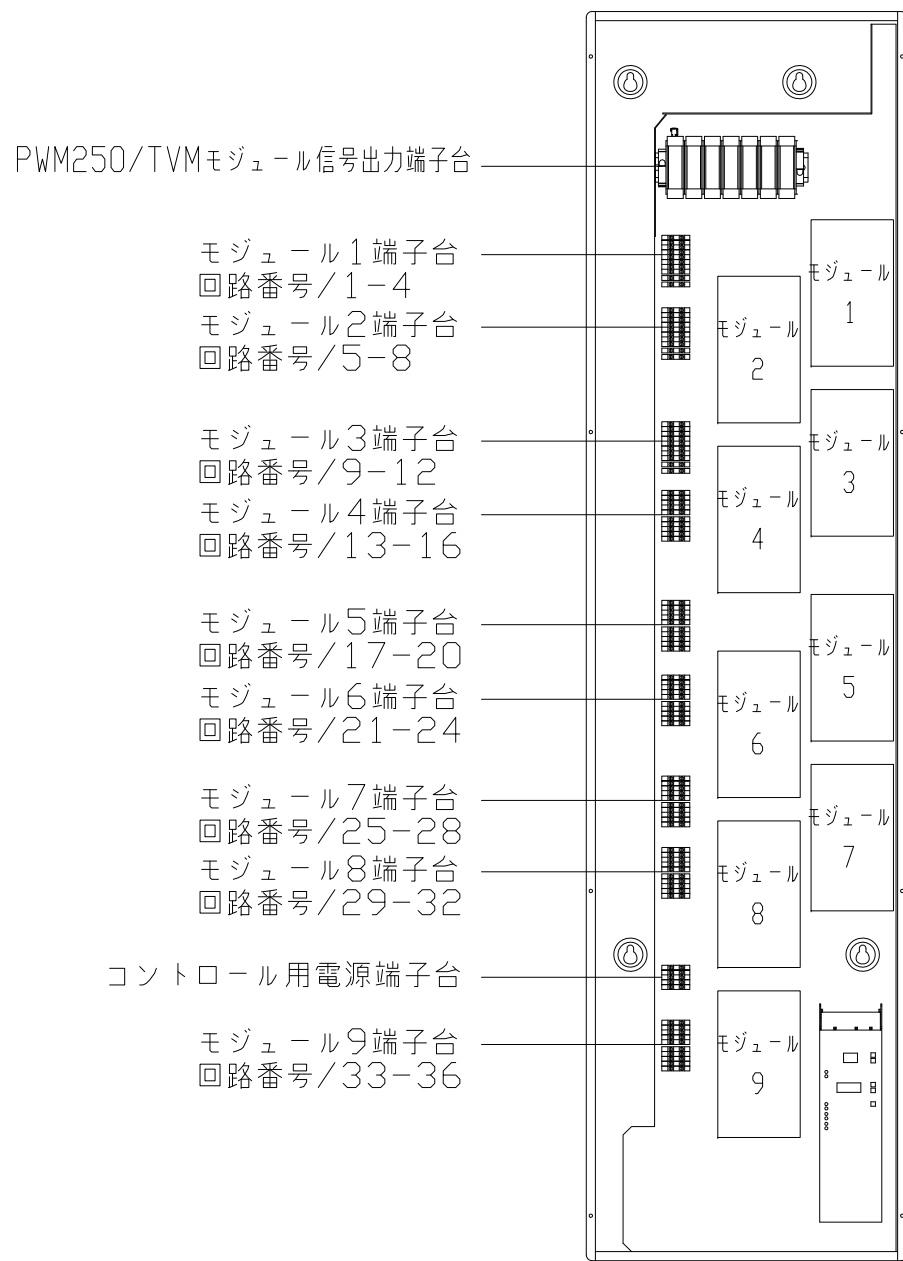 PWM250/TVMモジュール信号出力端子台
モジュール1端子台
回路番号/1-4
モジュール2端子台
回路番号/5-8
モジュール3端子台
回路番号/9-12
モジュール4端子台
回路番号/13-16
モジュール5端子台
回路番号/17-20
モジュール6端子台
回路番号/21-24
モジュール7端子台
回路番号/25-28
モジュール8端子台
回路番号/29-32
コントロール用電源端子台
モジュール9端子台
回路番号/33-36
モジュール
1
モジュール
2
モジュール
3
モジュール
4
モジュール
5
モジュール
6
モジュール
7
モジュール
8
モジュール
9